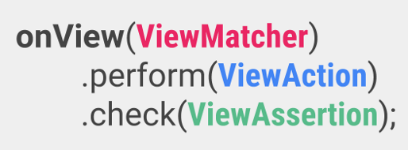 onView(ViewMatcher)
.perform(ViewAction)
.check(ViewAssertion);